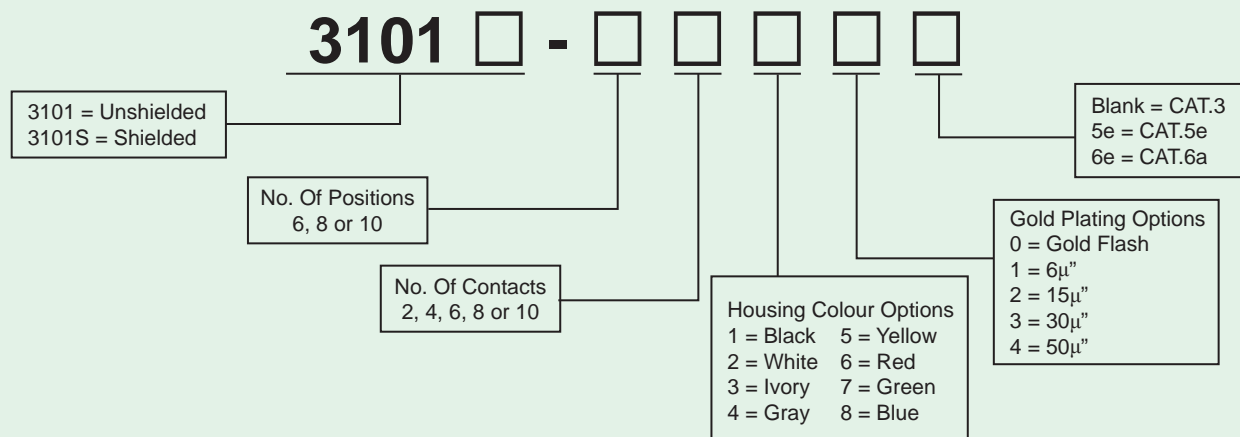 3101 □ - □ □ □ □ □
3101 = Unshielded
3101S = Shielded
Blank = CAT.3
5e = CAT.5e
6e = CAT.6a
No. Of Positions
6, 8 or 10
Gold Plating Options
0 = Gold Flash
1 = 6µ”
2 = 15µ”
3 = 30µ”
4 = 50µ”
No. Of Contacts
2, 4, 6, 8 or 10
Housing Colour Options
1 = Black 5 = Yellow
2 = White 6 = Red
3 = Ivory 7 = Green
4 = Gray 8 = Blue